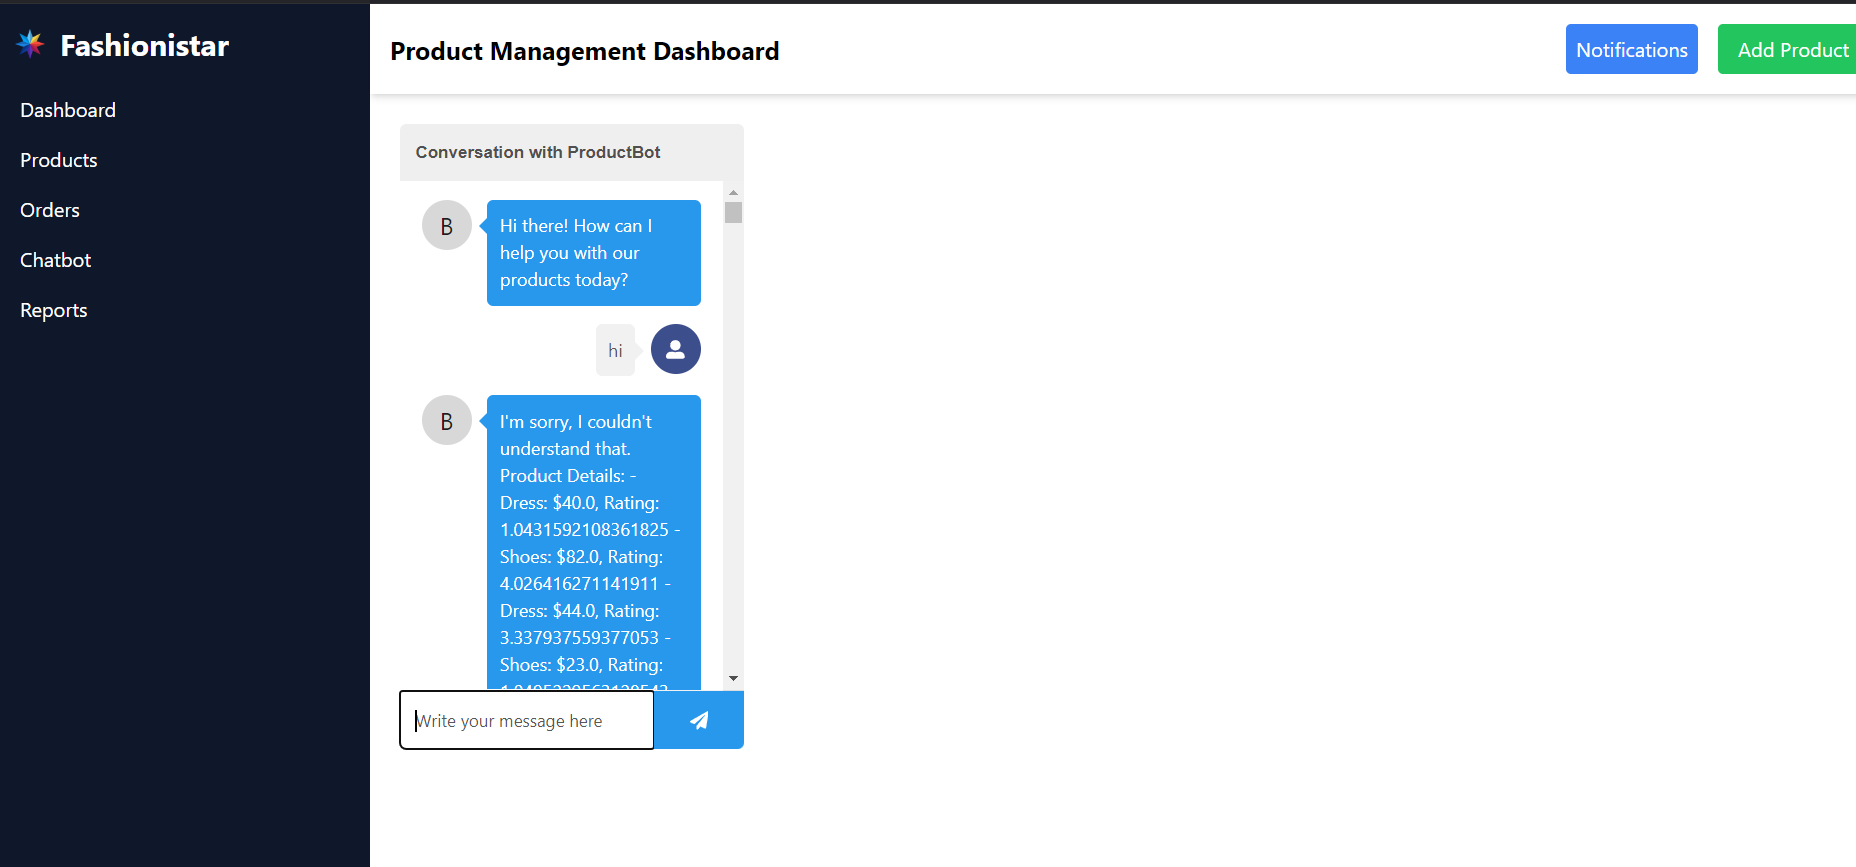 Fashionistar
Dashboard
Products
Orders
Chatbot
Reports
Product Management Dashboard
Notifications
Add Product
Conversation with ProductBot
B
Hi there! How can I
help you with our
products today?
hi
B
I'm sorry, I couldn't
understand that.
Product Details: -
Dress: $40.0, Rating:
1.0431592108361825 -
Shoes: $82.0, Rating:
4.026416271141911 -
Dress: $44.0, Rating:
3.337937559377053 -
Shoes: $23.0, Rating:
Write your message here